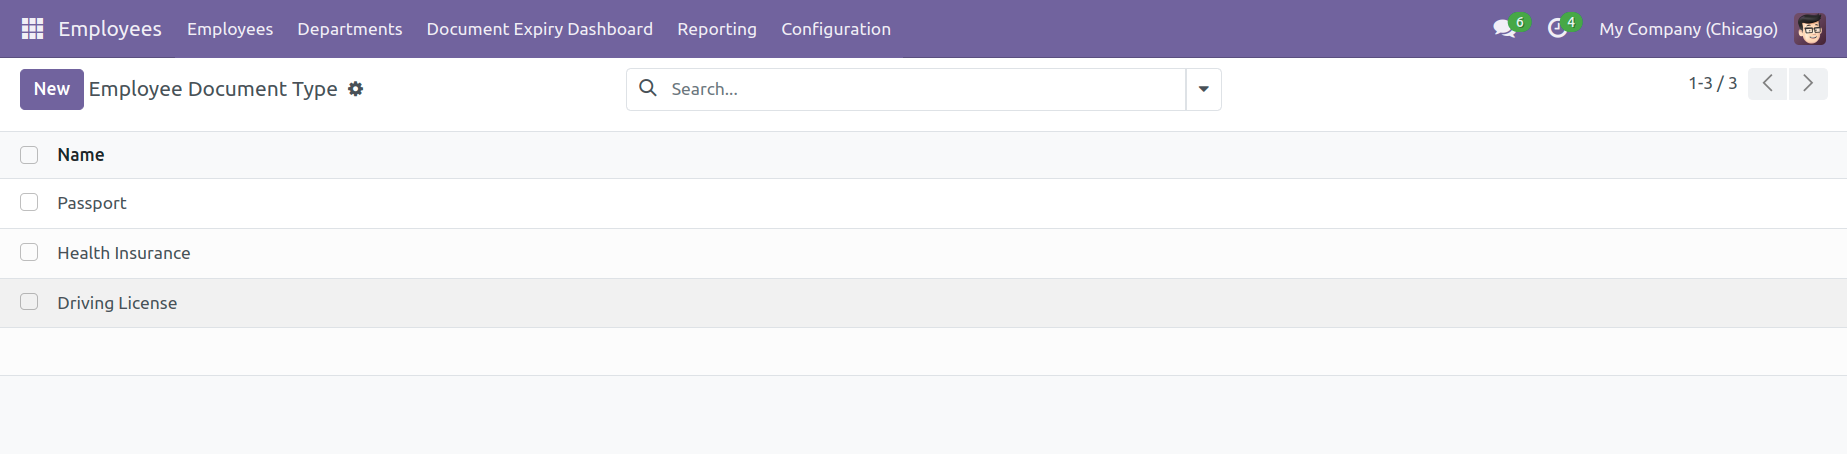 Employees Employees Departments Document Expiry Dashboard Reporting Configuration 6 4 My Company (Chicago)
New Employee Document Type Search... 1-3 / 3
Name
Passport
Health Insurance
Driving License